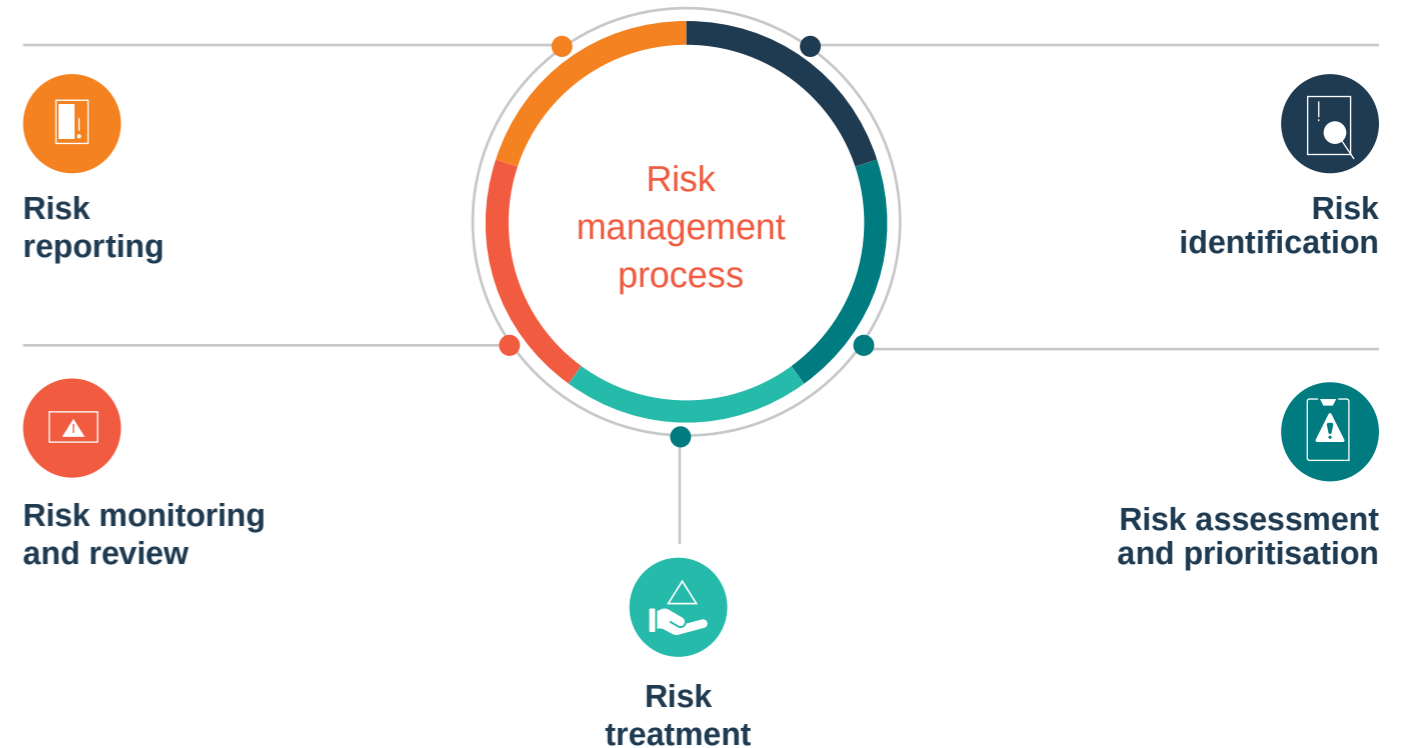 Risk
management
process
Risk
identification
Risk assessment
and prioritisation
Risk
treatment
Risk monitoring
and review
Risk
reporting